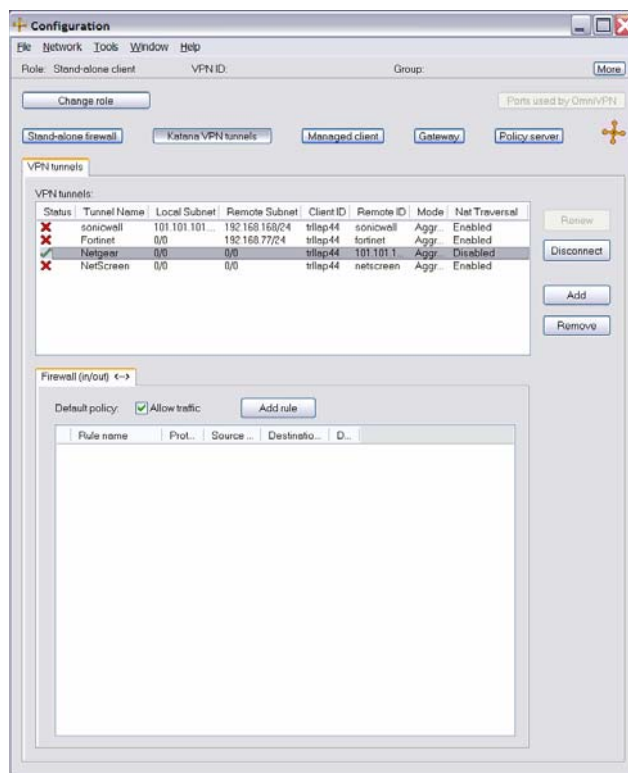 Configuration
File Network Tools Window Help
Role: Stand-alone client VPN ID: Group: More
Change role Ports used by OmniVPN
Stand-alone firewall Katana VPN tunnels Managed client Gateway Policy server
VPN tunnels
VPN tunnels:
Status Tunnel Name Local Subnet Remote Subnet Client ID Remote ID Mode Nat Traversal
sonicwall 101.101.101... 192.168.168/24 trllap44 sonicwall Aggr... Enabled
Fortinet 0/0 192.168.77/24 trllap44 fortinet Aggr... Enabled
Netgear 0/0 0/0 trllap44 101.101.1... Aggr... Disabled
NetScreen 0/0 0/0 trllap44 netscreen Aggr... Enabled
Renew
Disconnect
Add
Remove
Firewall (in/out) <-->
Default policy: Allow traffic Add rule
Rule name Prot... Source ... Destinatio... D...